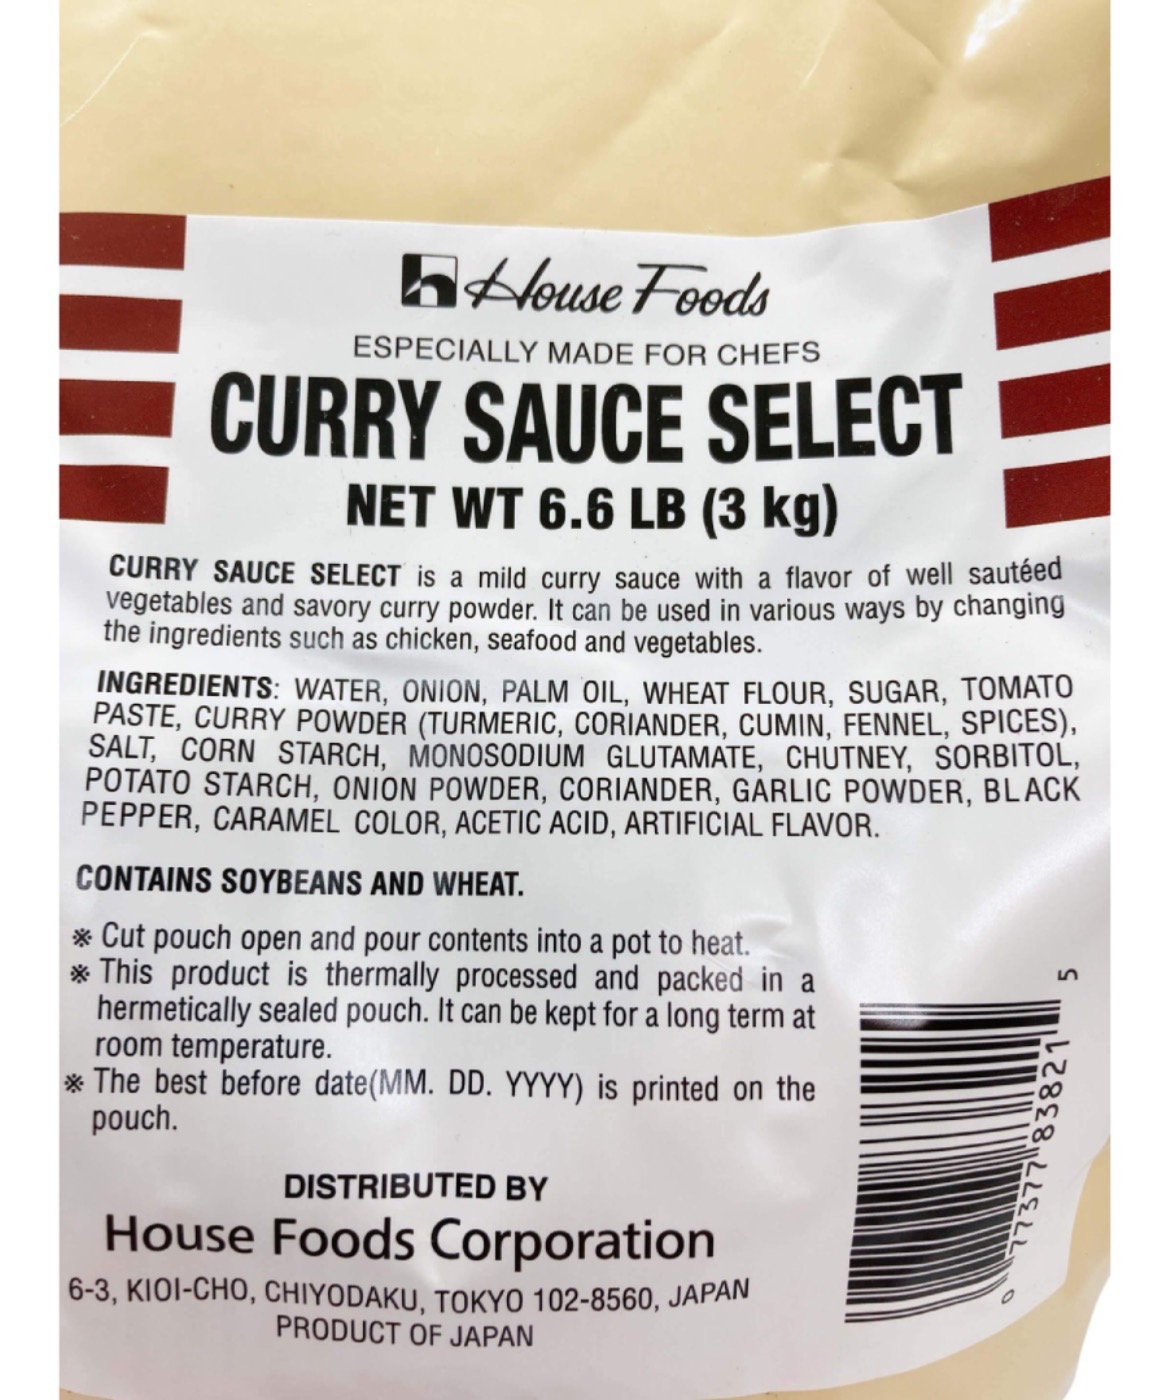 House Foods
ESPECIALLY MADE FOR CHEFS
CURRY SAUCE SELECT
NET WT 6.6 LB (3 kg)
CURRY SAUCE SELECT is a mild curry sauce with a flavor of well sautéed
vegetables and savory curry powder. It can be used in various ways by changing
the ingredients such as chicken, seafood and vegetables.
INGREDIENTS: WATER, ONION, PALM OIL, WHEAT FLOUR, SUGAR, TOMATO
PASTE, CURRY POWDER (TURMERIC, CORIANDER, CUMIN, FENNEL, SPICES),
SALT, CORN STARCH, MONOSODIUM GLUTAMATE, CHUTNEY, SORBITOL,
POTATO STARCH, ONION POWDER, CORIANDER, GARLIC POWDER, BLACK
PEPPER, CARAMEL COLOR, ACETIC ACID, ARTIFICIAL FLAVOR.
CONTAINS SOYBEANS AND WHEAT.
※ Cut pouch open and pour contents into a pot to heat.
※ This product is thermally processed and packed in a
hermetically sealed pouch. It can be kept for a long term at
room temperature.
※ The best before date(MM. DD. YYYY) is printed on the
pouch.
DISTRIBUTED BY
House Foods Corporation
6-3, KIOI-CHO, CHIYODAKU, TOKYO 102-8560, JAPAN
PRODUCT OF JAPAN
0 77377 83821 5